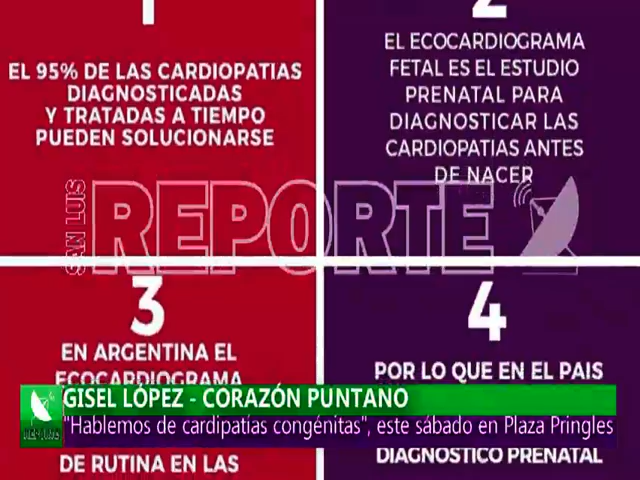 1
EL 95% DE LAS CARDIOPATIAS
DIAGNOSTICADAS
Y TRATADAS A TIEMPO
PUEDEN SOLUCIONARSE
2
EL ECOCARDIOGRAMA
FETAL ES EL ESTUDIO
PRENATAL PARA
DIAGNOSTICAR LAS
CARDIOPATIAS ANTES
DE NACER
SAN LUIS
REPORTE
3
EN ARGENTINA EL
ECOCARDIOGRAMA
DE RUTINA EN LAS
4
POR LO QUE EN EL PAIS
DIAGNOSTICO PRENATAL
GISEL LÓPEZ - CORAZÓN PUNTANO
"Hablemos de cardipatías congénitas", este sábado en Plaza Pringles